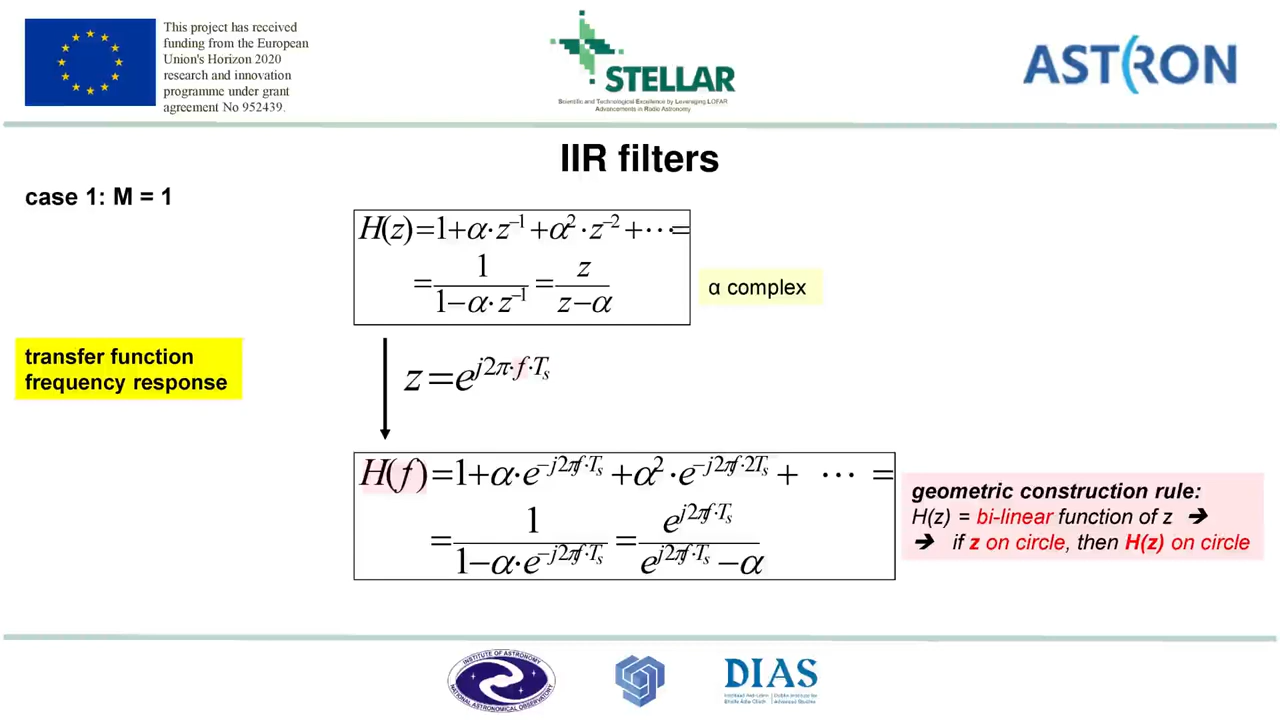 This project has received
funding from the European
Union's Horizon 2020
research and innovation
programme under grant
agreement No 952439.
STELLAR
Scientific and Technological Excellence by Leveraging LOFAR
Advancements in Radio Astronomy
ASTRON
IIR filters
case 1: M = 1
H(z)=1+α·z⁻¹+α²·z⁻²+⋯=
=1/(1−α·z⁻¹)=z/(z−α)
α complex
transfer function
frequency response
z=e^{j2π·f·T_s}
H(f)=1+α·e^{−j2πf·T_s}+α²·e^{−j2πf·2T_s}+ ⋯ =
=1/(1−α·e^{−j2πf·T_s})=e^{j2πf·T_s}/(e^{j2πf·T_s}−α)
geometric construction rule:
H(z) = bi-linear function of z ➔
➔ if z on circle, then H(z) on circle
INSTITUTE OF ASTRONOMY
NATIONAL ASTRONOMICAL OBSERVATORY
DIAS
Institiúid Ard-Léinn | Dublin Institute for
Bhaile Átha Cliath | Advanced Studies